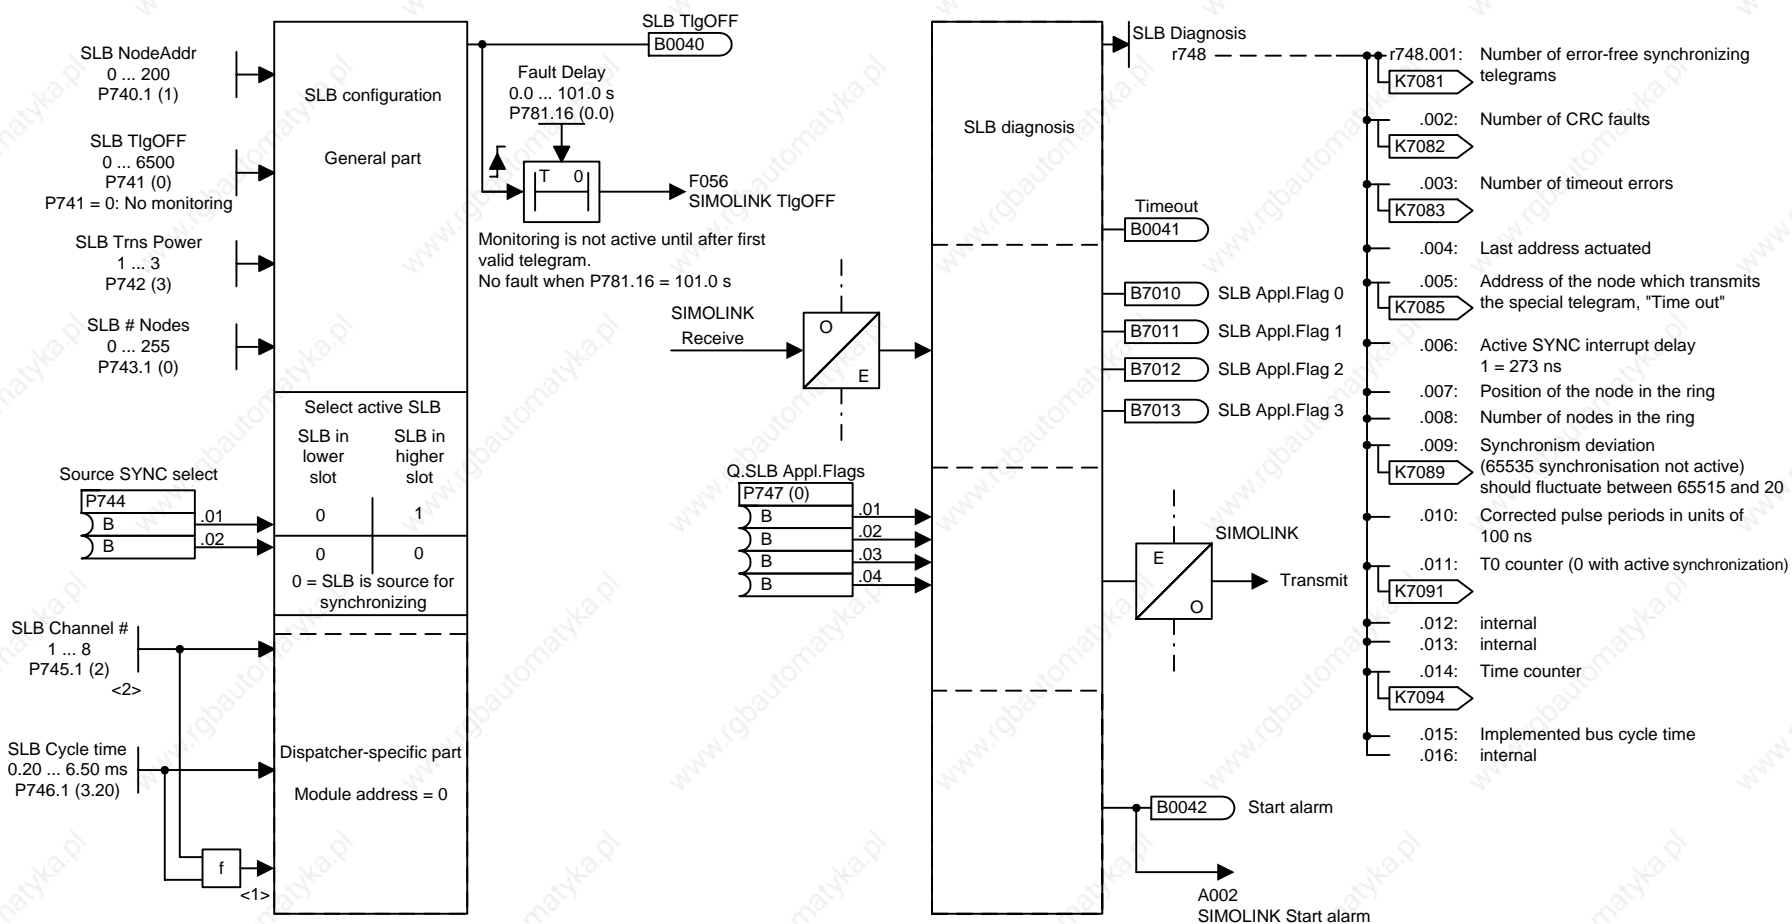 SLB NodeAddr
0 ... 200
P740.1 (1)
SLB TlgOFF
0 ... 6500
P741 (0)
P741 = 0: No monitoring
SLB Trns Power
1 ... 3
P742 (3)
SLB # Nodes
0 ... 255
P743.1 (0)
Source SYNC select
P744
B
.01
B
.02
SLB Channel #
1 ... 8
P745.1 (2)
<2>
SLB Cycle time
0.20 ... 6.50 ms
P746.1 (3.20)
f
<1>
SLB configuration
General part
Select active SLB
SLB in
lower
slot
SLB in
higher
slot
0
1
0
0
0 = SLB is source for
synchronizing
Dispatcher-specific part
Module address = 0
SLB TlgOFF
B0040
Fault Delay
0.0 ... 101.0 s
P781.16 (0.0)
T
0
F056
SIMOLINK TlgOFF
Monitoring is not active until after first
valid telegram.
No fault when P781.16 = 101.0 s
SIMOLINK
Receive
O
E
Q.SLB Appl.Flags
P747 (0)
B
.01
B
.02
B
.03
B
.04
SLB diagnosis
SLB Diagnosis
r748
Timeout
B0041
B7010
SLB Appl.Flag 0
B7011
SLB Appl.Flag 1
B7012
SLB Appl.Flag 2
B7013
SLB Appl.Flag 3
E
O
SIMOLINK
Transmit
B0042
Start alarm
A002
SIMOLINK Start alarm
r748.001: Number of error-free synchronizing
telegrams
K7081
.002: Number of CRC faults
K7082
.003: Number of timeout errors
K7083
.004: Last address actuated
.005: Address of the node which transmits
the special telegram, "Time out"
K7085
.006: Active SYNC interrupt delay
1 = 273 ns
.007: Position of the node in the ring
.008: Number of nodes in the ring
.009: Synchronism deviation
(65535 synchronisation not active)
K7089
should fluctuate between 65515 and 20
.010: Corrected pulse periods in units of
100 ns
.011: T0 counter (0 with active synchronization)
K7091
.012: internal
.013: internal
.014: Time counter
K7094
.015: Implemented bus cycle time
.016: internal
www.rgbautomatyka.pl